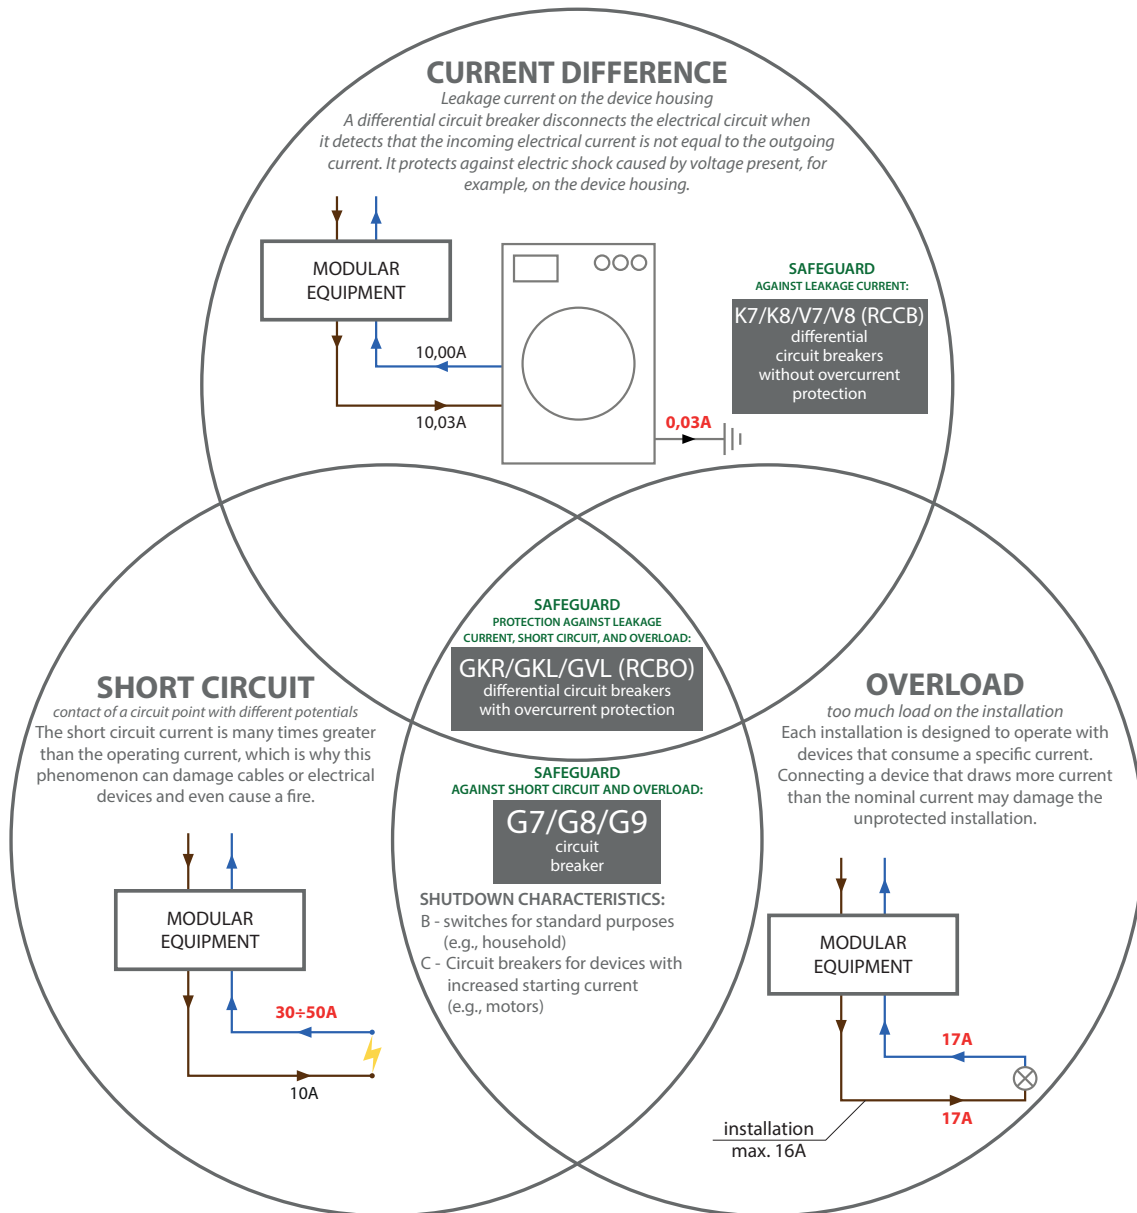 CURRENT DIFFERENCE
Leakage current on the device housing
A differential circuit breaker disconnects the electrical circuit when
it detects that the incoming electrical current is not equal to the outgoing
current. It protects against electric shock caused by voltage present, for
example, on the device housing.
MODULAR
EQUIPMENT
10,00A
10,03A
0,03A
SAFEGUARD
AGAINST LEAKAGE CURRENT:
K7/K8/V7/V8 (RCCB)
differential
circuit breakers
without overcurrent
protection
SAFEGUARD
PROTECTION AGAINST LEAKAGE
CURRENT, SHORT CIRCUIT, AND OVERLOAD:
GKR/GKL/GVL (RCBO)
differential circuit breakers
with overcurrent protection
SHORT CIRCUIT
contact of a circuit point with different potentials
The short circuit current is many times greater
than the operating current, which is why this
phenomenon can damage cables or electrical
devices and even cause a fire.
MODULAR
EQUIPMENT
30÷50A
10A
SAFEGUARD
AGAINST SHORT CIRCUIT AND OVERLOAD:
G7/G8/G9
circuit
breaker
SHUTDOWN CHARACTERISTICS:
B - switches for standard purposes
(e.g., household)
C - Circuit breakers for devices with
increased starting current
(e.g., motors)
OVERLOAD
too much load on the installation
Each installation is designed to operate with
devices that consume a specific current.
Connecting a device that draws more current
than the nominal current may damage the
unprotected installation.
MODULAR
EQUIPMENT
17A
17A
installation
max. 16A